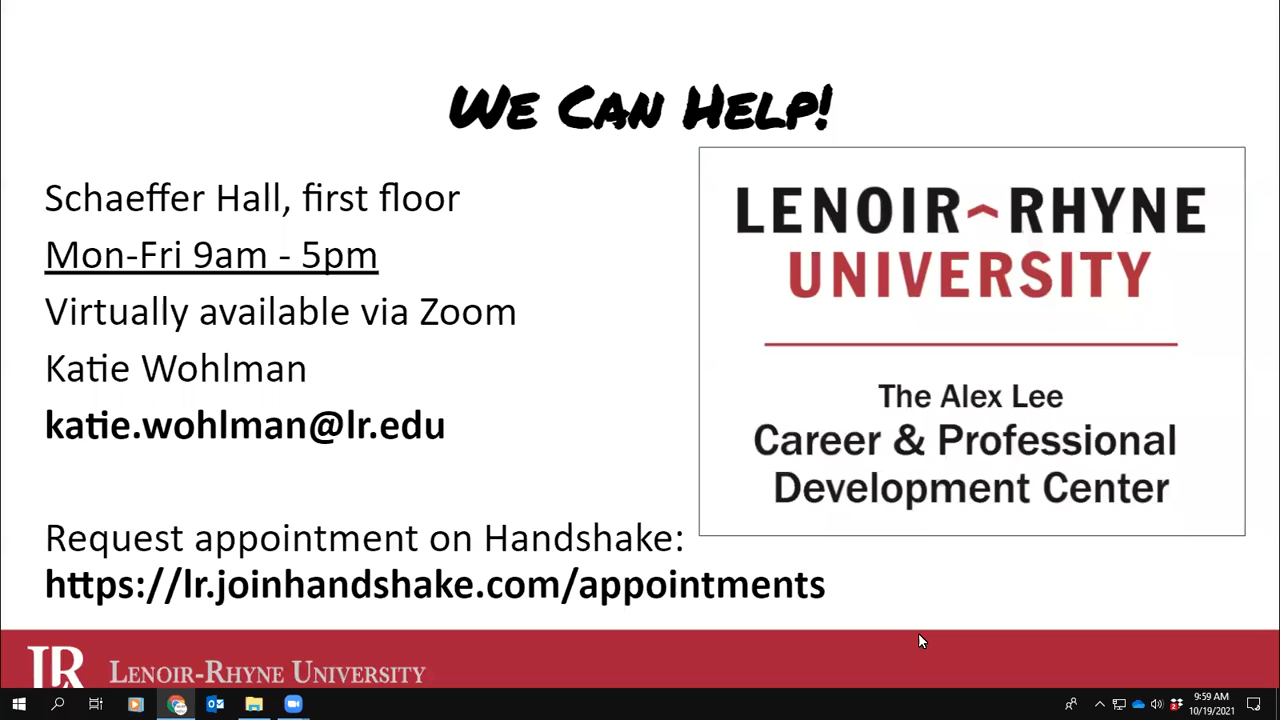 We Can Help!
Schaeffer Hall, first floor
Mon-Fri 9am - 5pm
Virtually available via Zoom
Katie Wohlman
katie.wohlman@lr.edu
Request appointment on Handshake:
https://lr.joinhandshake.com/appointments
LENOIR-RHYNE
UNIVERSITY
The Alex Lee
Career & Professional
Development Center
LR LENOIR-RHYNE UNIVERSITY
9:59 AM
10/19/2021